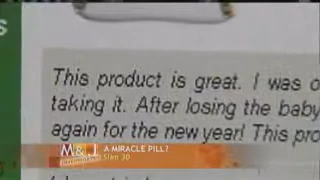 s
This product is great. I was o
taking it. After losing the baby
again for the new year! This pro
M&J
A MIRACLE PILL?
Slim 30